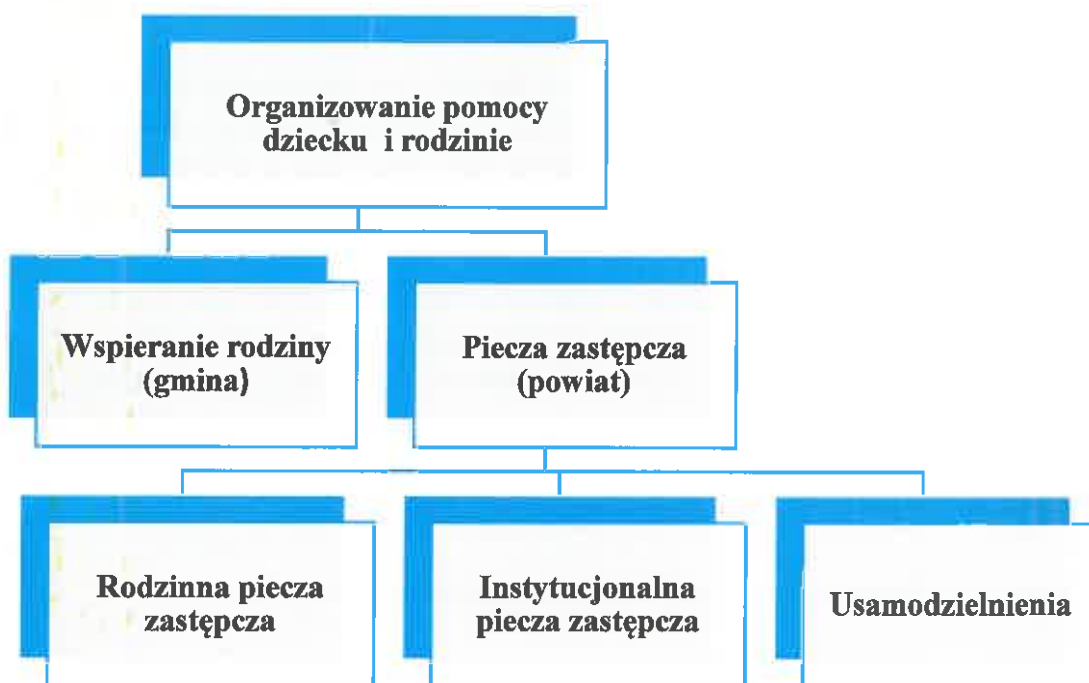 Organizowanie pomocy
dziecku i rodzinie
Wspieranie rodziny
(gmina)
Piecza zastępcza
(powiat)
Rodzinna piecza
zastępcza
Instytucjonalna
piecza zastępcza
Usamodzielnienia